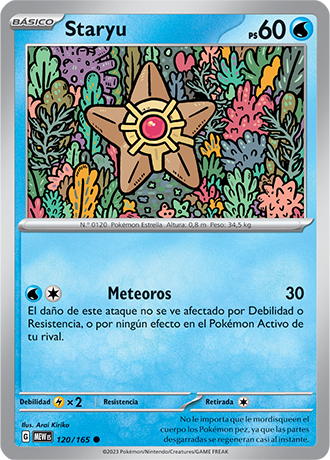 BÁSICO
Staryu
PS 60
N.º 0120 Pokémon Estrella Altura: 0,8 m Peso: 34,5 kg
Meteoros 30
El daño de este ataque no se ve afectado por Debilidad o
Resistencia, o por ningún efecto en el Pokémon Activo de
tu rival.
Debilidad ×2 Resistencia Retirada
Ilus. Arai Kiriko
G MEW ES 120/165
No le importa que le mordisqueen el
cuerpo los Pokémon pez, ya que las partes
desgarradas se regeneran casi al instante.
©2023 Pokémon/Nintendo/Creatures/GAME FREAK